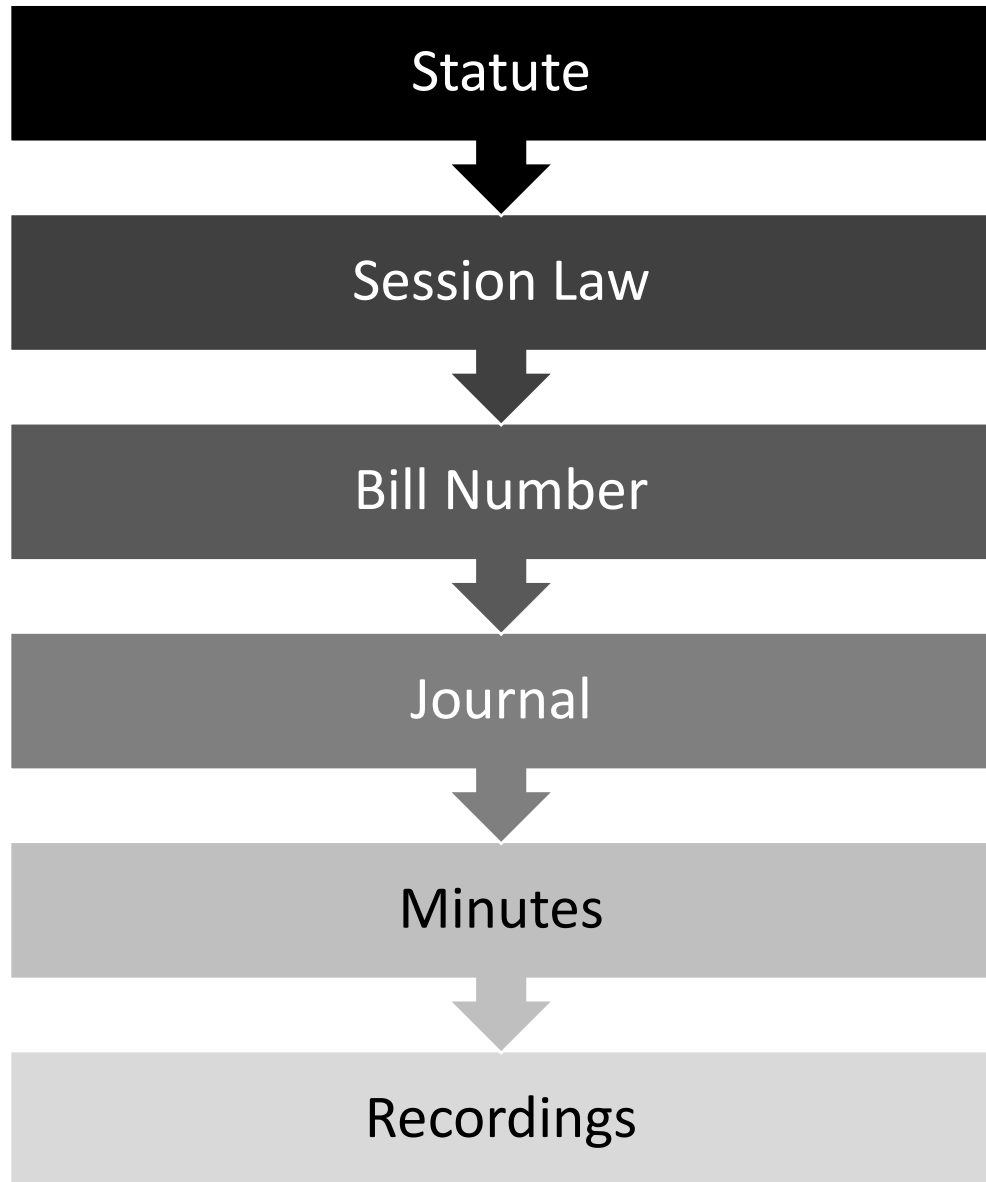 Statute
Session Law
Bill Number
Journal
Minutes
Recordings